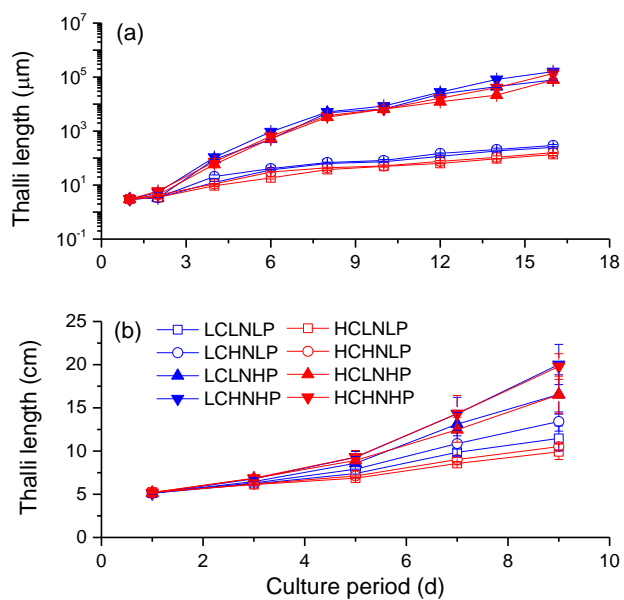 (a)
Thalli length (μm)
10^7
10^5
10^3
10^1
10^-1
0 3 6 9 12 15 18
(b)
LCLNLP HCLNLP
LCHNLP HCHNLP
LCLNHP HCLNHP
LCHNHP HCHNHP
Thalli length (cm)
25
20
15
10
5
0
0 2 4 6 8 10
Culture period (d)